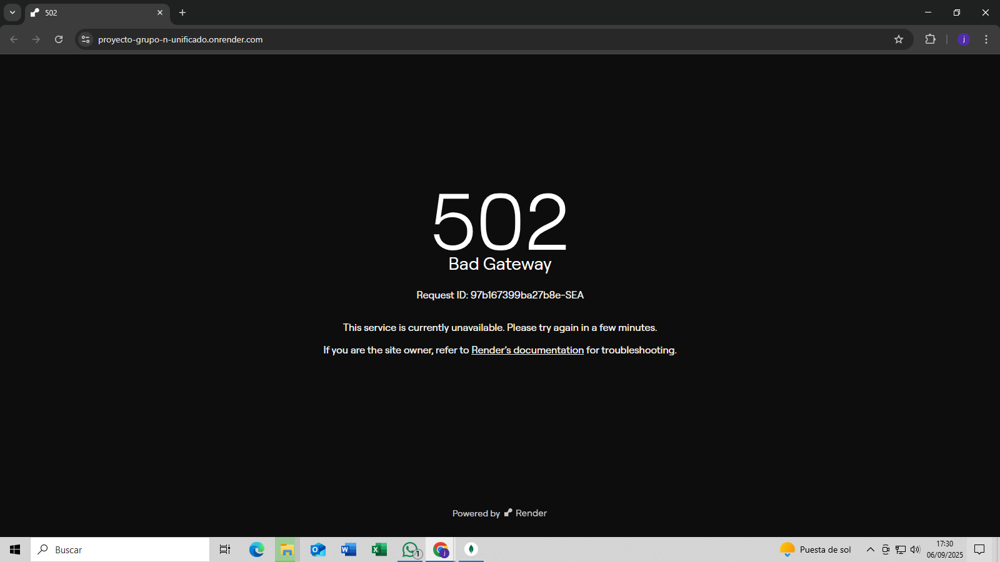 502
proyecto-grupo-n-unificado.onrender.com
j
502
Bad Gateway
Request ID: 97b167399ba27b8e-SEA
This service is currently unavailable. Please try again in a few minutes.
If you are the site owner, refer to Render's documentation for troubleshooting.
Powered by Render
Buscar
1
j
Puesta de sol
17:30
06/09/2025